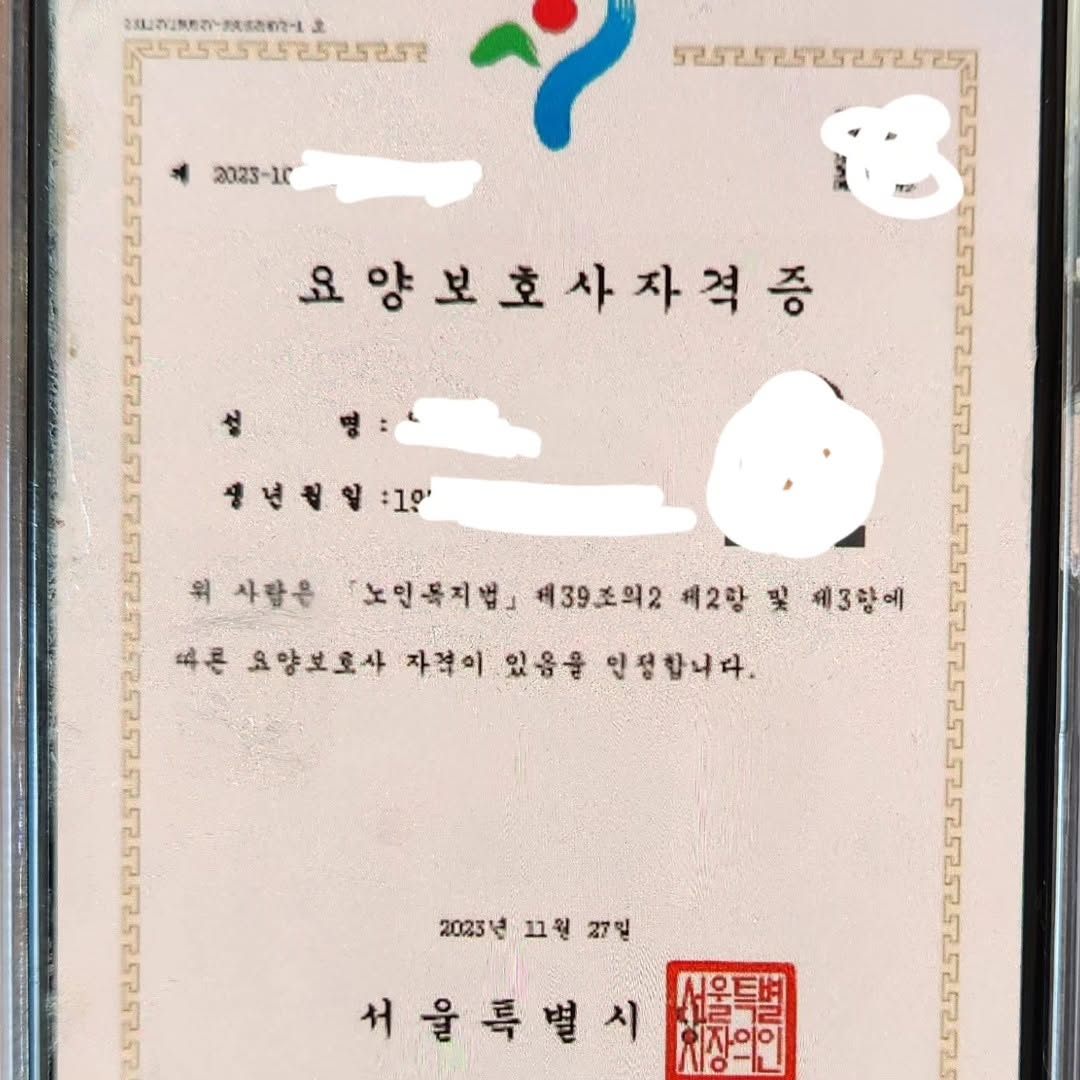 제 2023-10
요양보호사자격증
성 명 :
생년월일 :19
위 사람은 「노인복지법」 제39조의2 제2항 및 제3항에
따른 요양보호사 자격이 있음을 인정합니다.
2023년 11월 27일
서울특별시
서울특별
시장의인